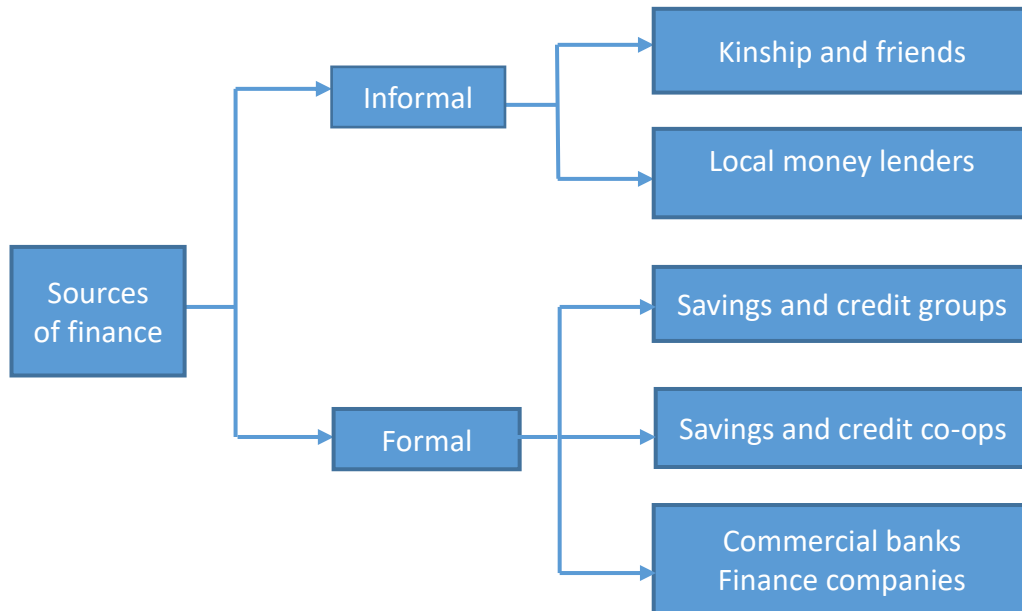 Sources
of finance
Informal
Kinship and friends
Local money lenders
Formal
Savings and credit groups
Savings and credit co-ops
Commercial banks
Finance companies